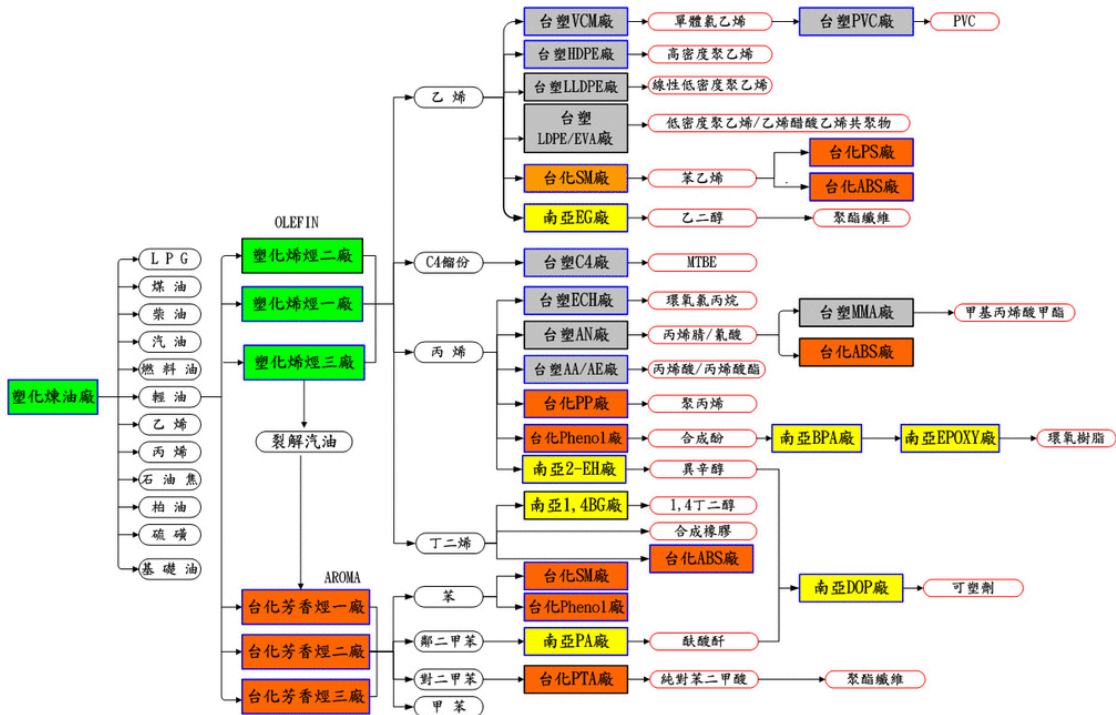 台塑VCM廠
單體氯乙烯
台塑PVC廠
PVC
台塑HDPE廠
高密度聚乙烯
乙烯
台塑LLDPE廠
線性低密度聚乙烯
台塑
LDPE/EVA廠
低密度聚乙烯/乙烯醋酸乙烯共聚物
台化SM廠
苯乙烯
台化PS廠
台化ABS廠
南亞EG廠
乙二醇
聚酯纖維
OLEFIN
塑化烯烴二廠
塑化烯烴一廠
塑化烯烴三廠
裂解汽油
塑化煉油廠
LPG
煤油
柴油
汽油
燃料油
輕油
乙烯
丙烯
石油焦
柏油
硫磺
基礎油
C4餾份
台塑C4廠
MTBE
丙烯
台塑ECH廠
環氧氯丙烷
台塑AN廠
丙烯腈/氰酸
台塑MMA廠
甲基丙烯酸甲酯
台化ABS廠
台塑AA/AE廠
丙烯酸/丙烯酸酯
台化PP廠
聚丙烯
台化Phenol廠
合成酚
南亞BPA廠
南亞EPOXY廠
環氧樹脂
南亞2-EH廠
異辛醇
丁二烯
南亞1,4BG廠
1,4丁二醇
合成橡膠
台化ABS廠
AROMA
台化芳香烴一廠
台化芳香烴二廠
台化芳香烴三廠
苯
台化SM廠
台化Phenol廠
鄰二甲苯
南亞PA廠
酞酸酐
南亞DOP廠
可塑劑
對二甲苯
台化PTA廠
純對苯二甲酸
聚酯纖維
甲苯